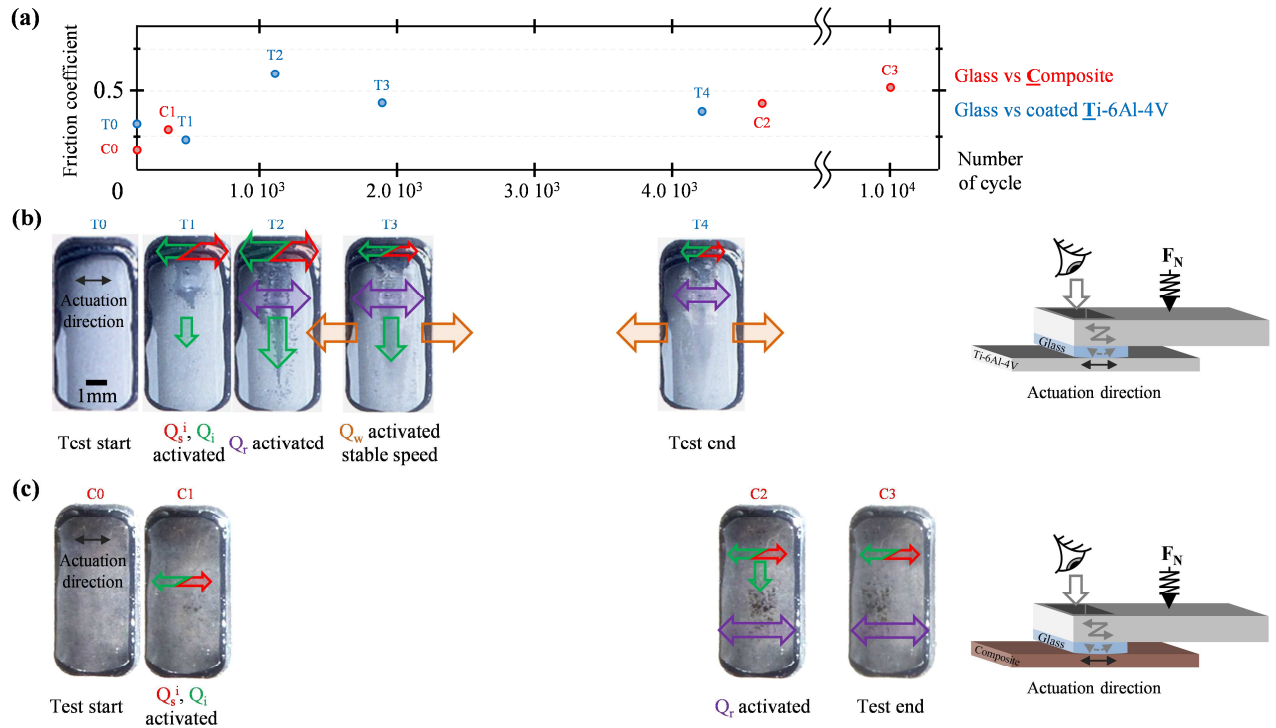 (a)
Friction coefficient
0.5
0
T0
C0
C1
T1
T2
T3
T4
C2
C3
1.0 10³
2.0 10³
3.0 10³
4.0 10³
1.0 10⁴
Glass vs Composite
Glass vs coated Ti-6Al-4V
Number
of cycle
(b)
T0
T1
T2
T3
T4
Actuation
direction
1mm
Tcst start
Qsⁱ, Qi
activated
Qr activatcd
Qw activated
stable speed
Tcst cnd
FN
Glass
Ti-6Al-4V
Actuation direction
(c)
C0
C1
C2
C3
Actuation
direction
Test start
Qsⁱ, Qi
activated
Qr activated
Test end
FN
Glass
Composite
Actuation direction